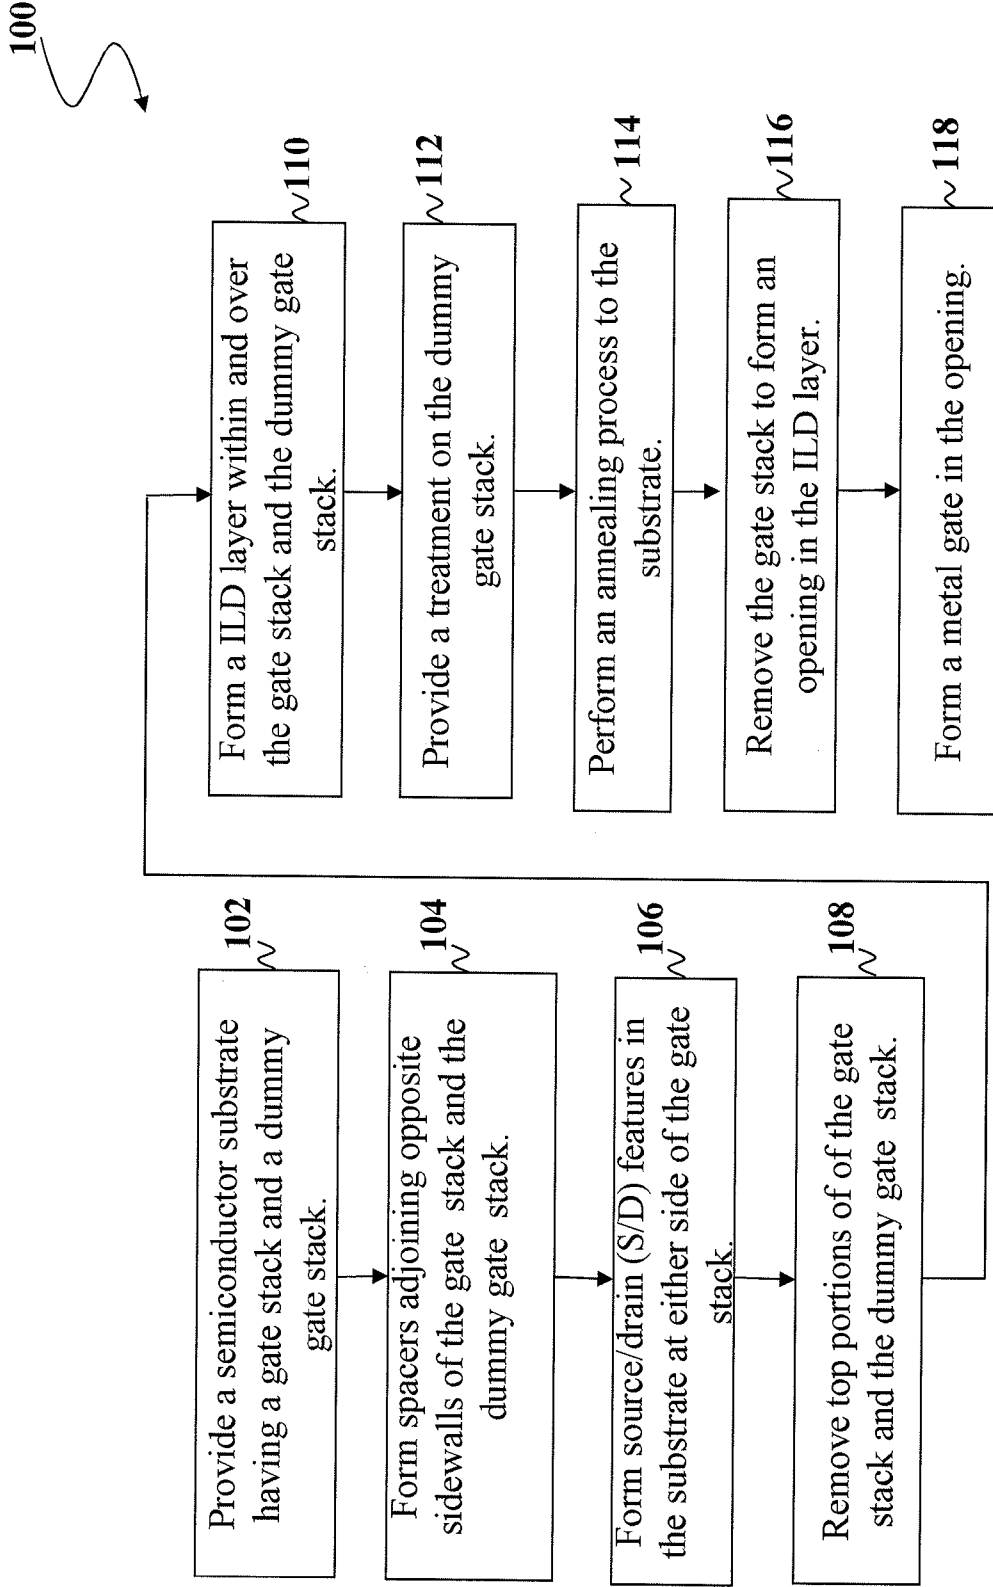 100
102
Provide a semiconductor substrate
having a gate stack and a dummy
gate stack.
104
Form spacers adjoining opposite
sidewalls of the gate stack and the
dummy gate stack.
106
Form source/drain (S/D) features in
the substrate at either side of the gate
stack.
108
Remove top portions of of the gate
stack and the dummy gate stack.
110
Form a ILD layer within and over
the gate stack and the dummy gate
stack.
112
Provide a treatment on the dummy
gate stack.
114
Perform an annealing process to the
substrate.
116
Remove the gate stack to form an
opening in the ILD layer.
118
Form a metal gate in the opening.